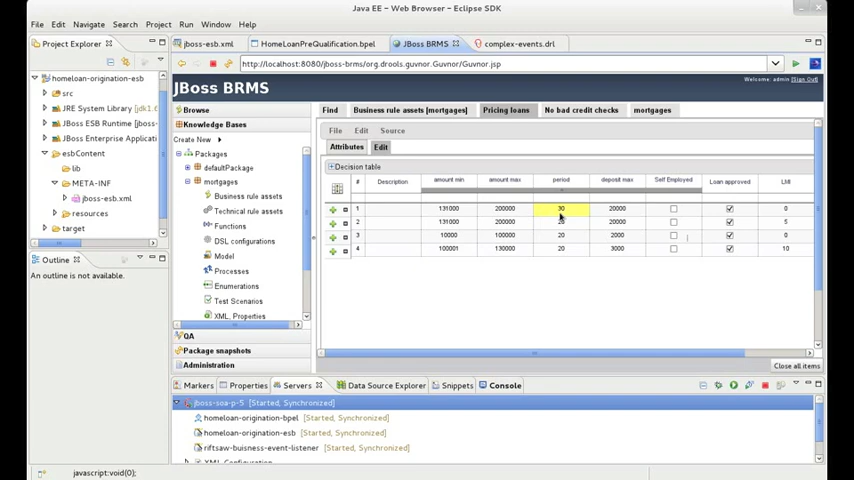 Java EE - Web Browser - Eclipse SDK
File Edit Navigate Search Project Run Window Help
Project Explorer
homeloan-origination-esb
src
JRE System Library [jdk1.6
JBoss ESB Runtime [JBoss
JBoss Enterprise Applicati
esbContent
lib
META-INF
jboss-esb.xml
resources
target
Outline
An outline is not available.
jboss-esb.xml HomeLoanPreQualification.bpel JBoss BRMS complex-events.drl
http://localhost:8080/jboss-brms/org.drools.guvnor.Guvnor/Guvnor.jsp
JBoss BRMS
Welcome: admin [Sign Out]
Browse
Knowledge Bases
Create New
Packages
defaultPackage
mortgages
Business rule assets
Technical rule assets
Functions
DSL configurations
Model
Processes
Enumerations
Test Scenarios
XML, Properties
QA
Package snapshots
Administration
Find Business rule assets [mortgages] Pricing loans No bad credit checks mortgages
File Edit Source
Attributes Edit
Decision table
# Description amount min amount max period deposit max Self Employed Loan approved LMI
1 131000 200000 30 20000 0
2 131000 200000 20000 5
3 10000 100000 20 2000 0
4 100001 130000 20 3000 10
Close all items
Markers Properties Servers Data Source Explorer Snippets Console
jboss-soa-p-5 [Started, Synchronized]
homeloan-origination-bpel [Started, Synchronized]
homeloan-origination-esb [Started, Synchronized]
riftsaw-buisness-event-listener [Started, Synchronized]
XML Configuration
javascript:void(0);